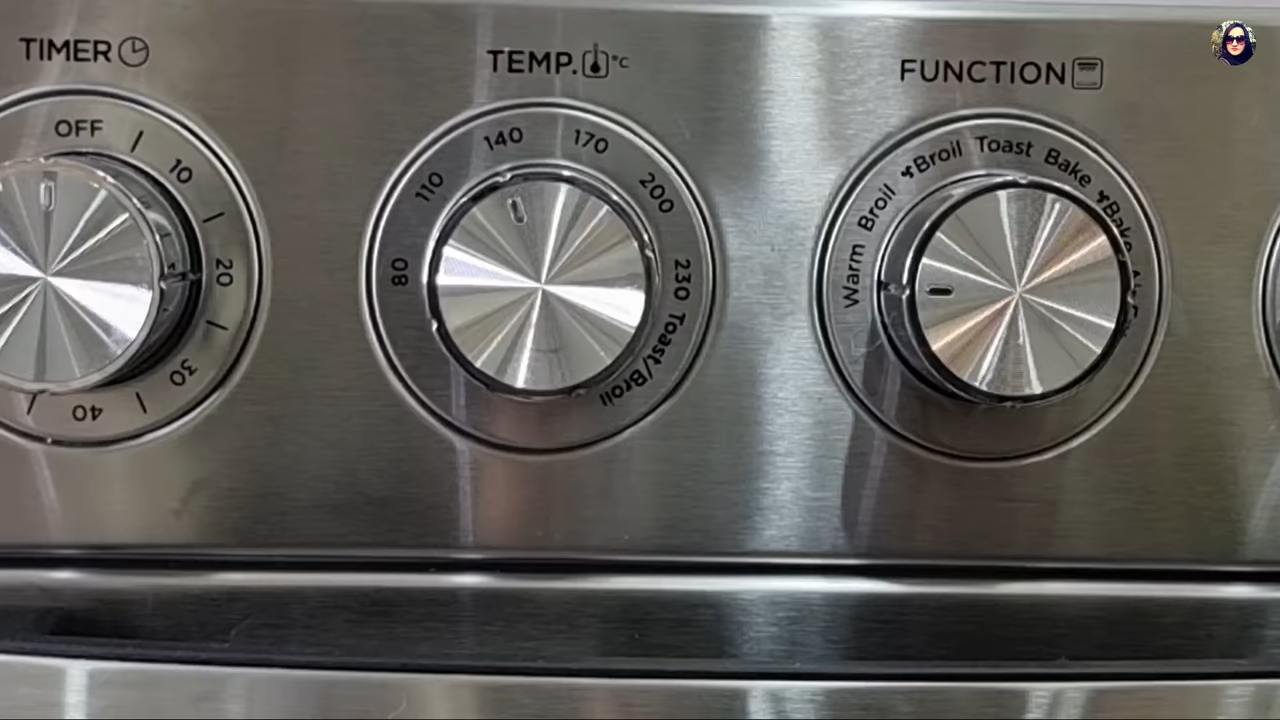 TIMER
TEMP. °C
FUNCTION
OFF 10 20 30 40
80 110 140 170 200 230 Toast/Broil
Warm Broil Broil Toast Bake Bake